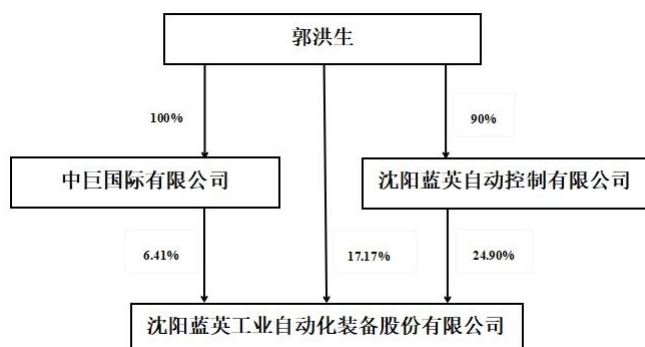 郭洪生
100%
90%
中巨国际有限公司
沈阳蓝英自动控制有限公司
6.41%
17.17%
24.90%
沈阳蓝英工业自动化装备股份有限公司